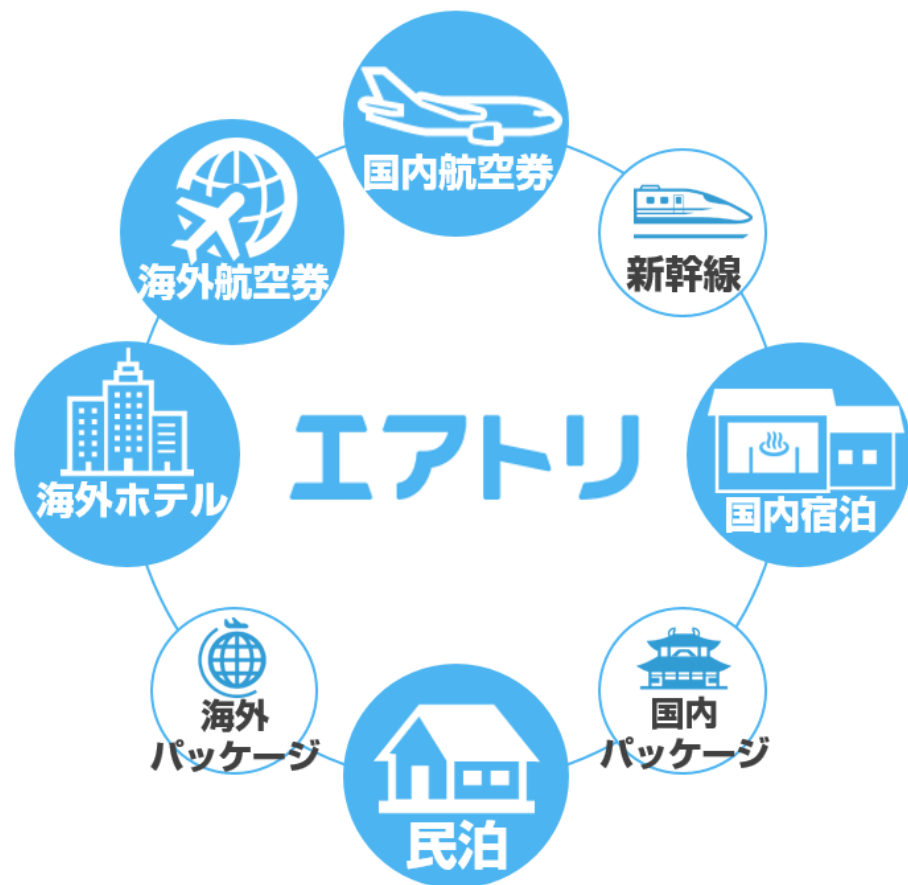 国内航空券
海外航空券
新幹線
エアトリ
海外ホテル
国内宿泊
海外
パッケージ
国内
パッケージ
民泊